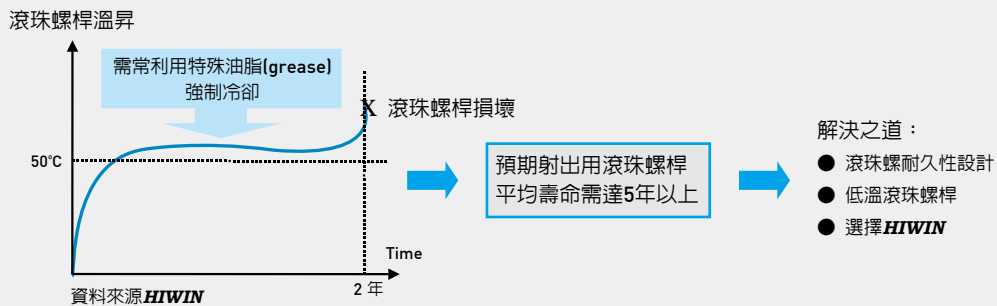 滾珠螺桿溫昇
需常利用特殊油脂(grease)
強制冷卻
X 滾珠螺桿損壞
50°C
Time
2 年
資料來源HIWIN
預期射出用滾珠螺桿
平均壽命需達5年以上
解決之道：
● 滾珠螺耐久性設計
● 低溫滾珠螺桿
● 選擇HIWIN